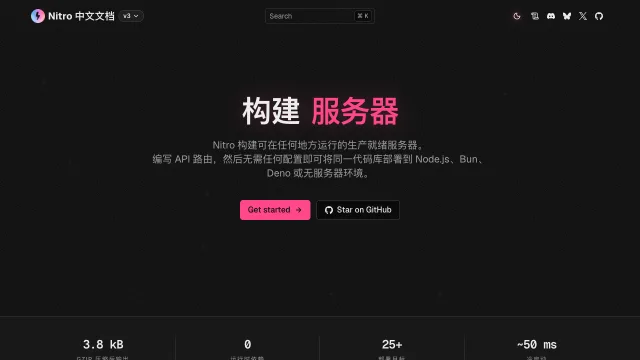 Nitro 中文文档 v3
Search ⌘ K
构建 服务器
Nitro 构建可在任何地方运行的生产就绪服务器。
编写 API 路由，然后无需任何配置即可将同一代码库部署到 Node.js、Bun、
Deno 或无服务器环境。
Get started →
Star on GitHub
3.8 kB
0
25+
~50 ms